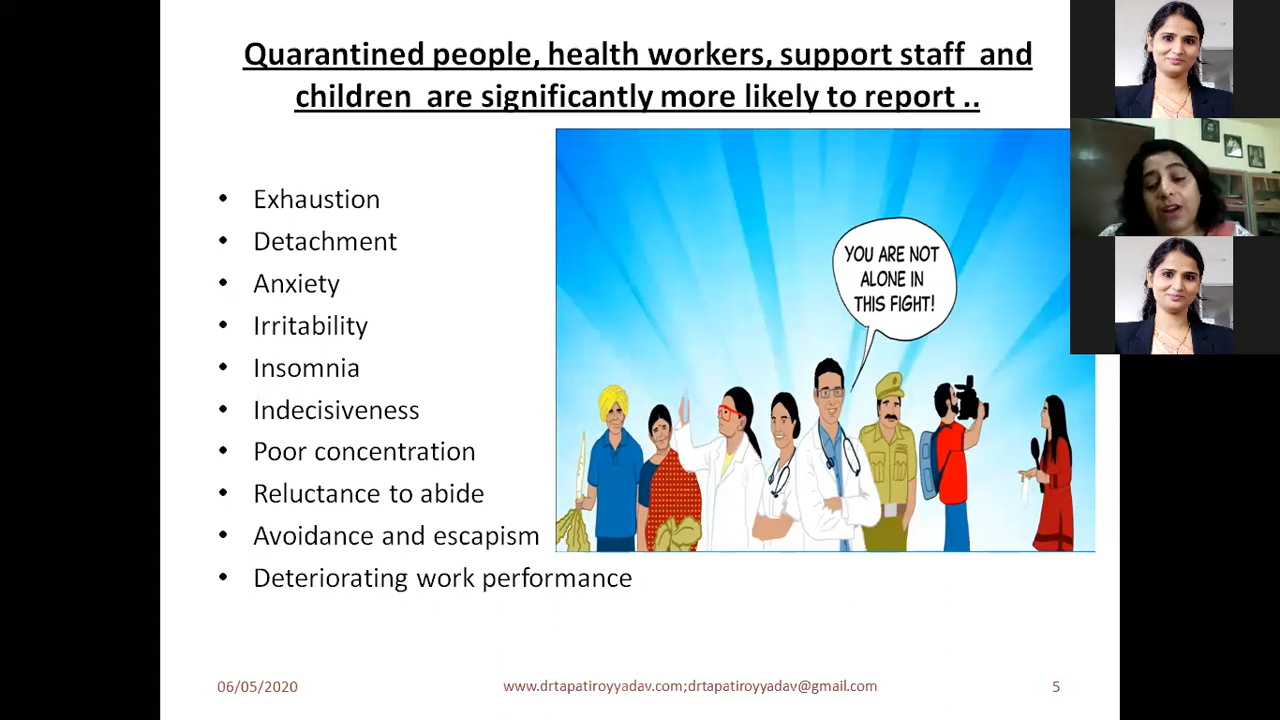 Quarantined people, health workers, support staff and
children are significantly more likely to report ..
• Exhaustion
• Detachment
• Anxiety
• Irritability
• Insomnia
• Indecisiveness
• Poor concentration
• Reluctance to abide
• Avoidance and escapism
• Deteriorating work performance
YOU ARE NOT
ALONE IN
THIS FIGHT!
06/05/2020
www.drtapatiroyyadav.com;drtapatiroyyadav@gmail.com
5